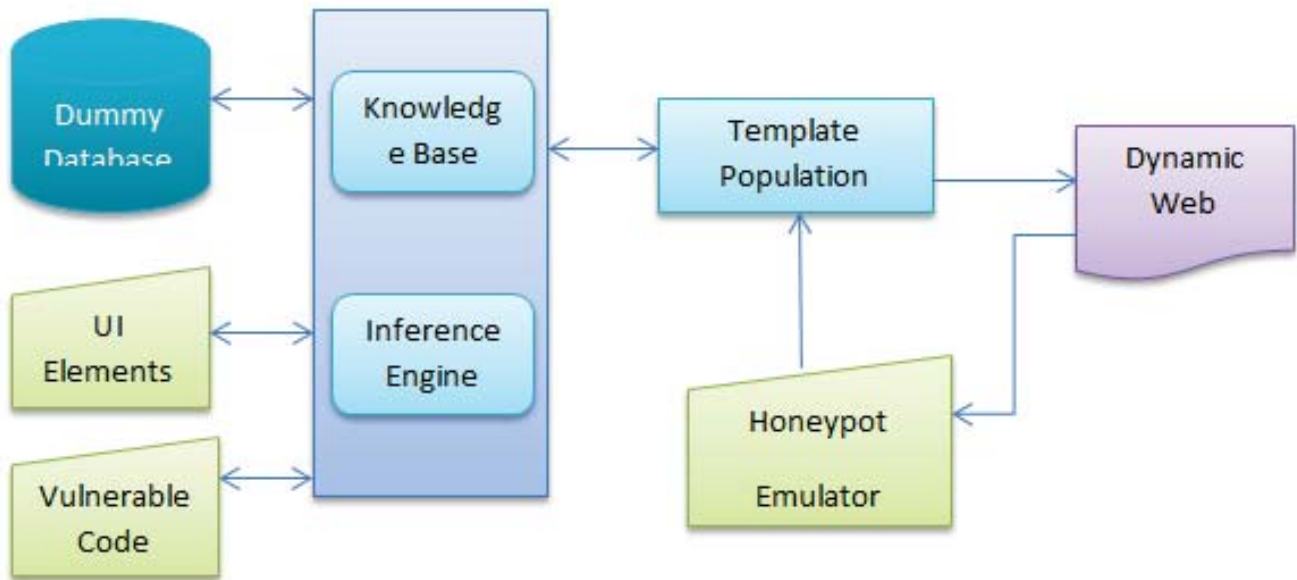 Dummy
Database
Knowledg
e Base
Template
Population
Dynamic
Web
UI
Elements
Inference
Engine
Honeypot
Emulator
Vulnerable
Code